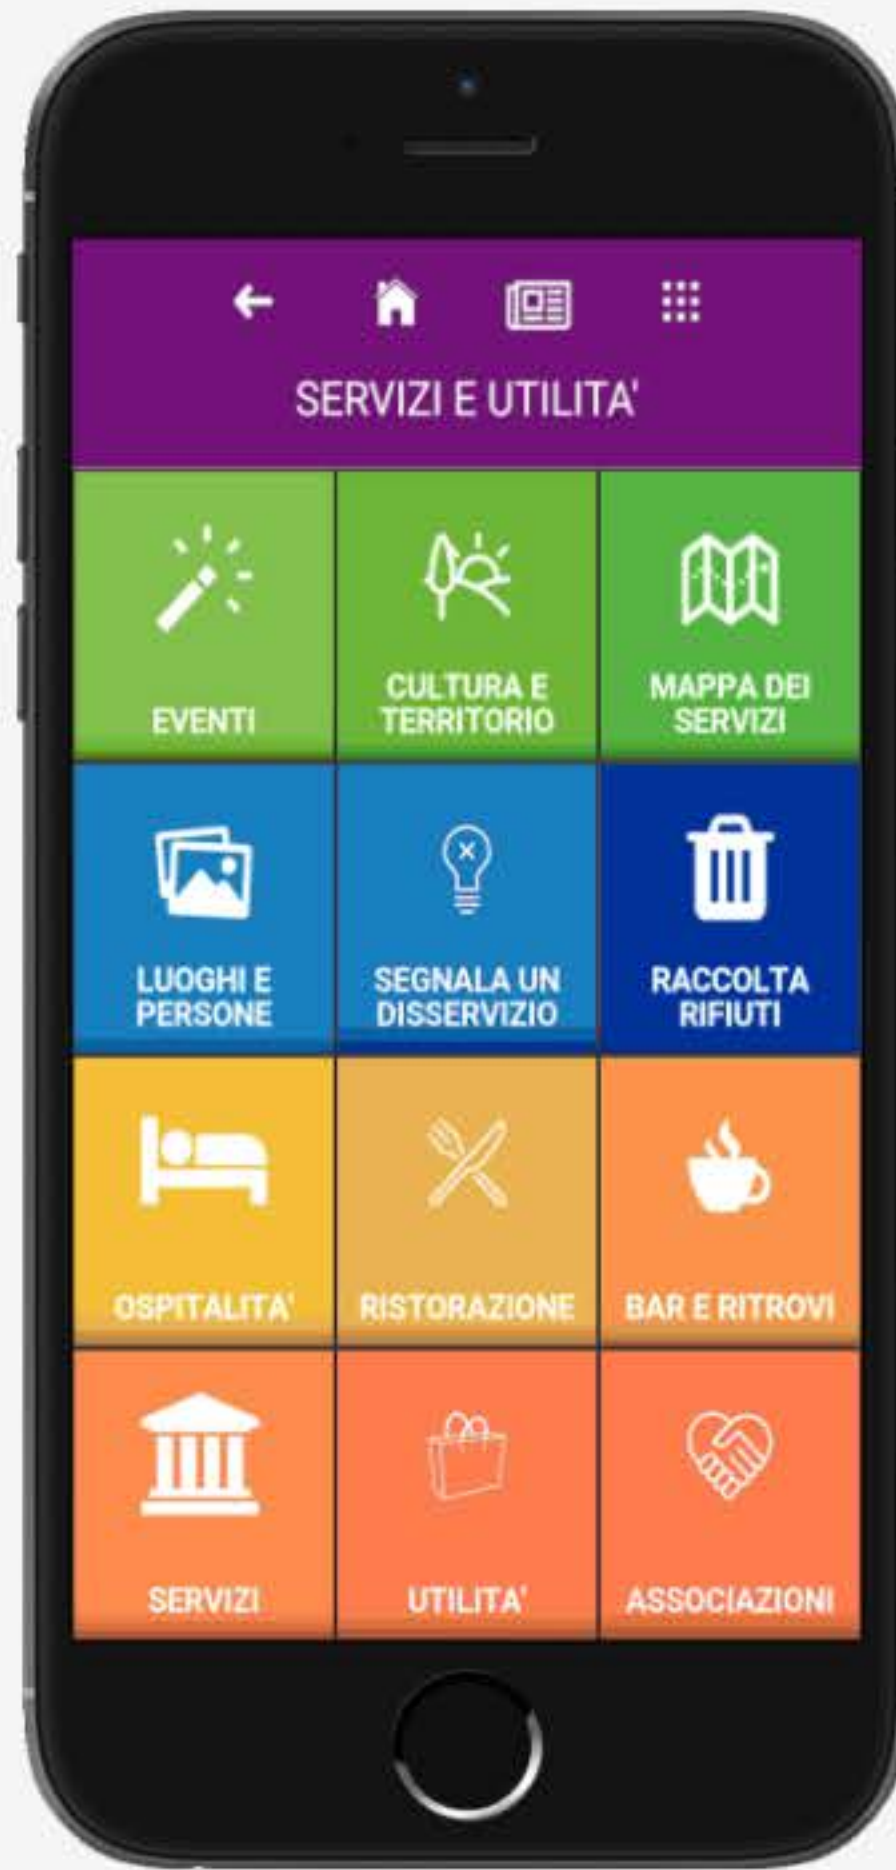 SERVIZI E UTILITA'
EVENTI
CULTURA E
TERRITORIO
MAPPA DEI
SERVIZI
LUOGHI E
PERSONE
SEGNALA UN
DISSERVIZIO
RACCOLTA
RIFIUTI
OSPITALITA'
RISTORAZIONE
BAR E RITROVI
SERVIZI
UTILITA'
ASSOCIAZIONI